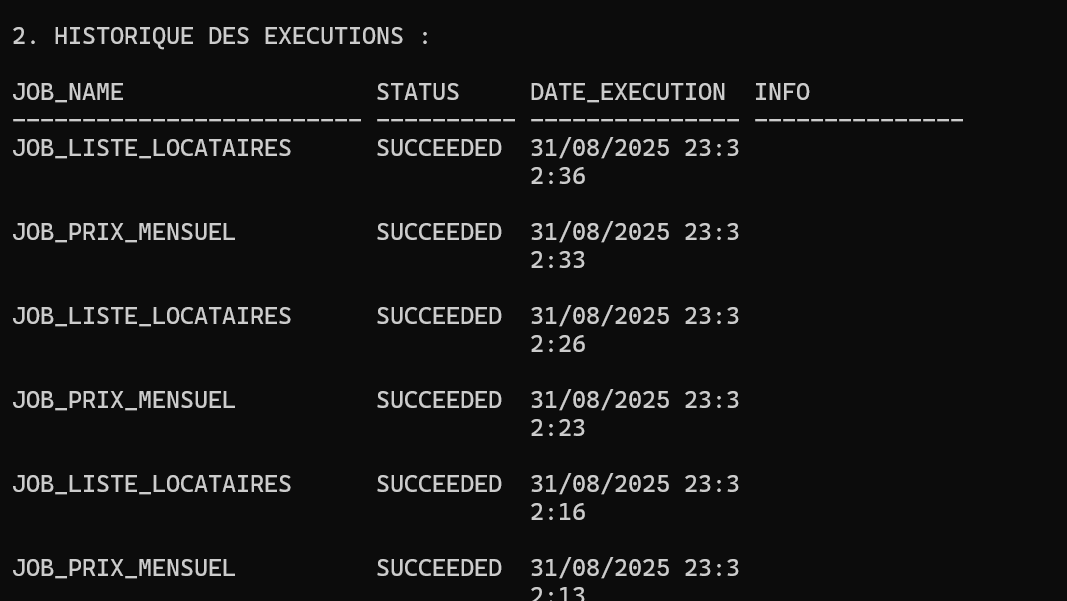 2. HISTORIQUE DES EXECUTIONS :
JOB_NAME                  STATUS     DATE_EXECUTION  INFO
------------------------- ---------- --------------- ---------------
JOB_LISTE_LOCATAIRES      SUCCEEDED  31/08/2025 23:3
                                     2:36
JOB_PRIX_MENSUEL          SUCCEEDED  31/08/2025 23:3
                                     2:33
JOB_LISTE_LOCATAIRES      SUCCEEDED  31/08/2025 23:3
                                     2:26
JOB_PRIX_MENSUEL          SUCCEEDED  31/08/2025 23:3
                                     2:23
JOB_LISTE_LOCATAIRES      SUCCEEDED  31/08/2025 23:3
                                     2:16
JOB_PRIX_MENSUEL          SUCCEEDED  31/08/2025 23:3
                                     2:13